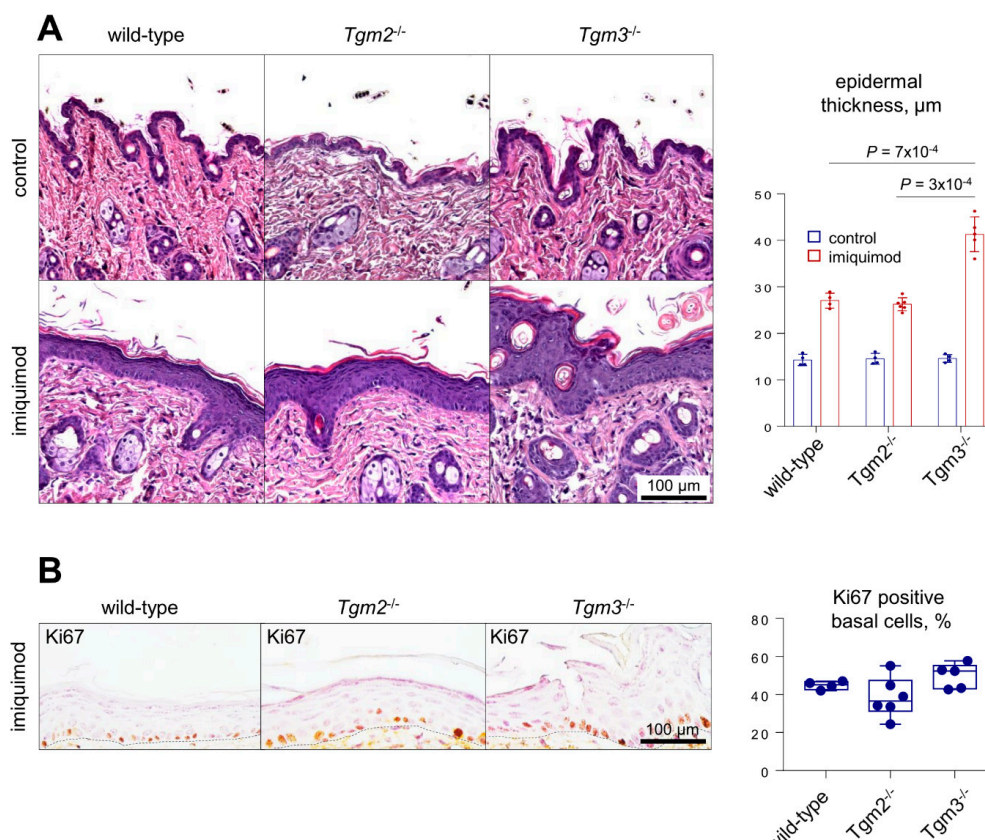 A
wild-type
Tgm2-/-
Tgm3-/-
control
imiquimod
100 µm
epidermal
thickness, µm
P = 7x10-4
P = 3x10-4
50
40
30
20
10
0
control
imiquimod
wild-type
Tgm2-/-
Tgm3-/-
B
wild-type
Tgm2-/-
Tgm3-/-
imiquimod
Ki67
Ki67
Ki67
100 µm
Ki67 positive
basal cells, %
80
60
40
20
0
wild-type
Tgm2-/-
Tgm3-/-